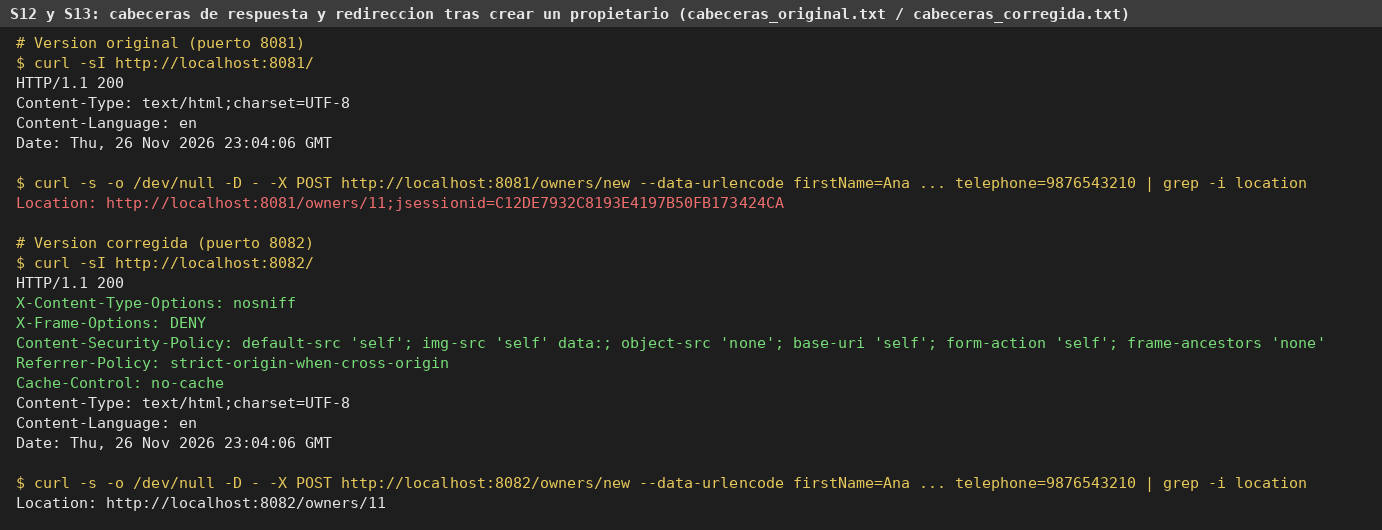 S12 y S13: cabeceras de respuesta y redireccion tras crear un propietario (cabeceras_original.txt / cabeceras_corregida.txt)
# Version original (puerto 8081)
$ curl -sI http://localhost:8081/
HTTP/1.1 200
Content-Type: text/html;charset=UTF-8
Content-Language: en
Date: Thu, 26 Nov 2026 23:04:06 GMT
$ curl -s -o /dev/null -D - -X POST http://localhost:8081/owners/new --data-urlencode firstName=Ana ... telephone=9876543210 | grep -i location
Location: http://localhost:8081/owners/11;jsessionid=C12DE7932C8193E4197B50FB173424CA
# Version corregida (puerto 8082)
$ curl -sI http://localhost:8082/
HTTP/1.1 200
X-Content-Type-Options: nosniff
X-Frame-Options: DENY
Content-Security-Policy: default-src 'self'; img-src 'self' data:; object-src 'none'; base-uri 'self'; form-action 'self'; frame-ancestors 'none'
Referrer-Policy: strict-origin-when-cross-origin
Cache-Control: no-cache
Content-Type: text/html;charset=UTF-8
Content-Language: en
Date: Thu, 26 Nov 2026 23:04:06 GMT
$ curl -s -o /dev/null -D - -X POST http://localhost:8082/owners/new --data-urlencode firstName=Ana ... telephone=9876543210 | grep -i location
Location: http://localhost:8082/owners/11